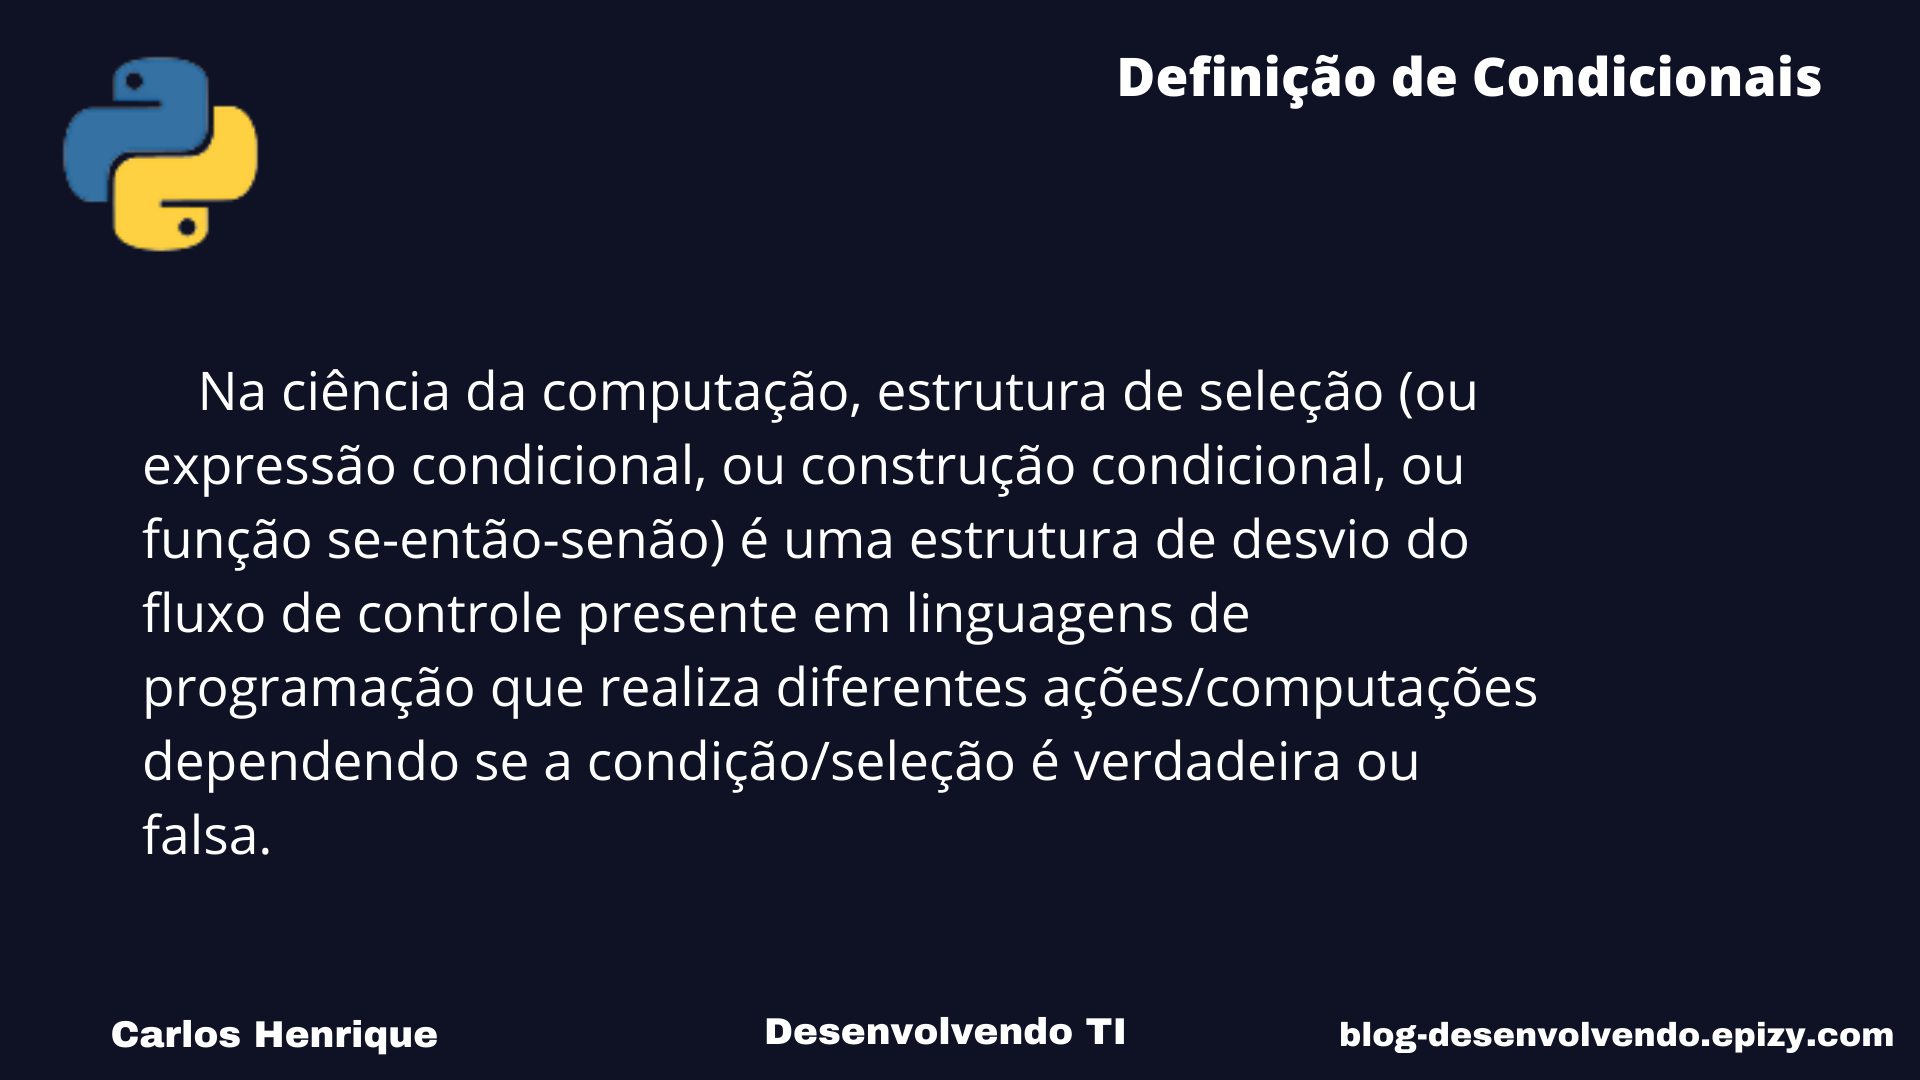 Definição de Condicionais
Na ciência da computação, estrutura de seleção (ou
expressão condicional, ou construção condicional, ou
função se-então-senão) é uma estrutura de desvio do
fluxo de controle presente em linguagens de
programação que realiza diferentes ações/computações
dependendo se a condição/seleção é verdadeira ou
falsa.
Carlos Henrique
Desenvolvendo TI
blog-desenvolvendo.epizy.com